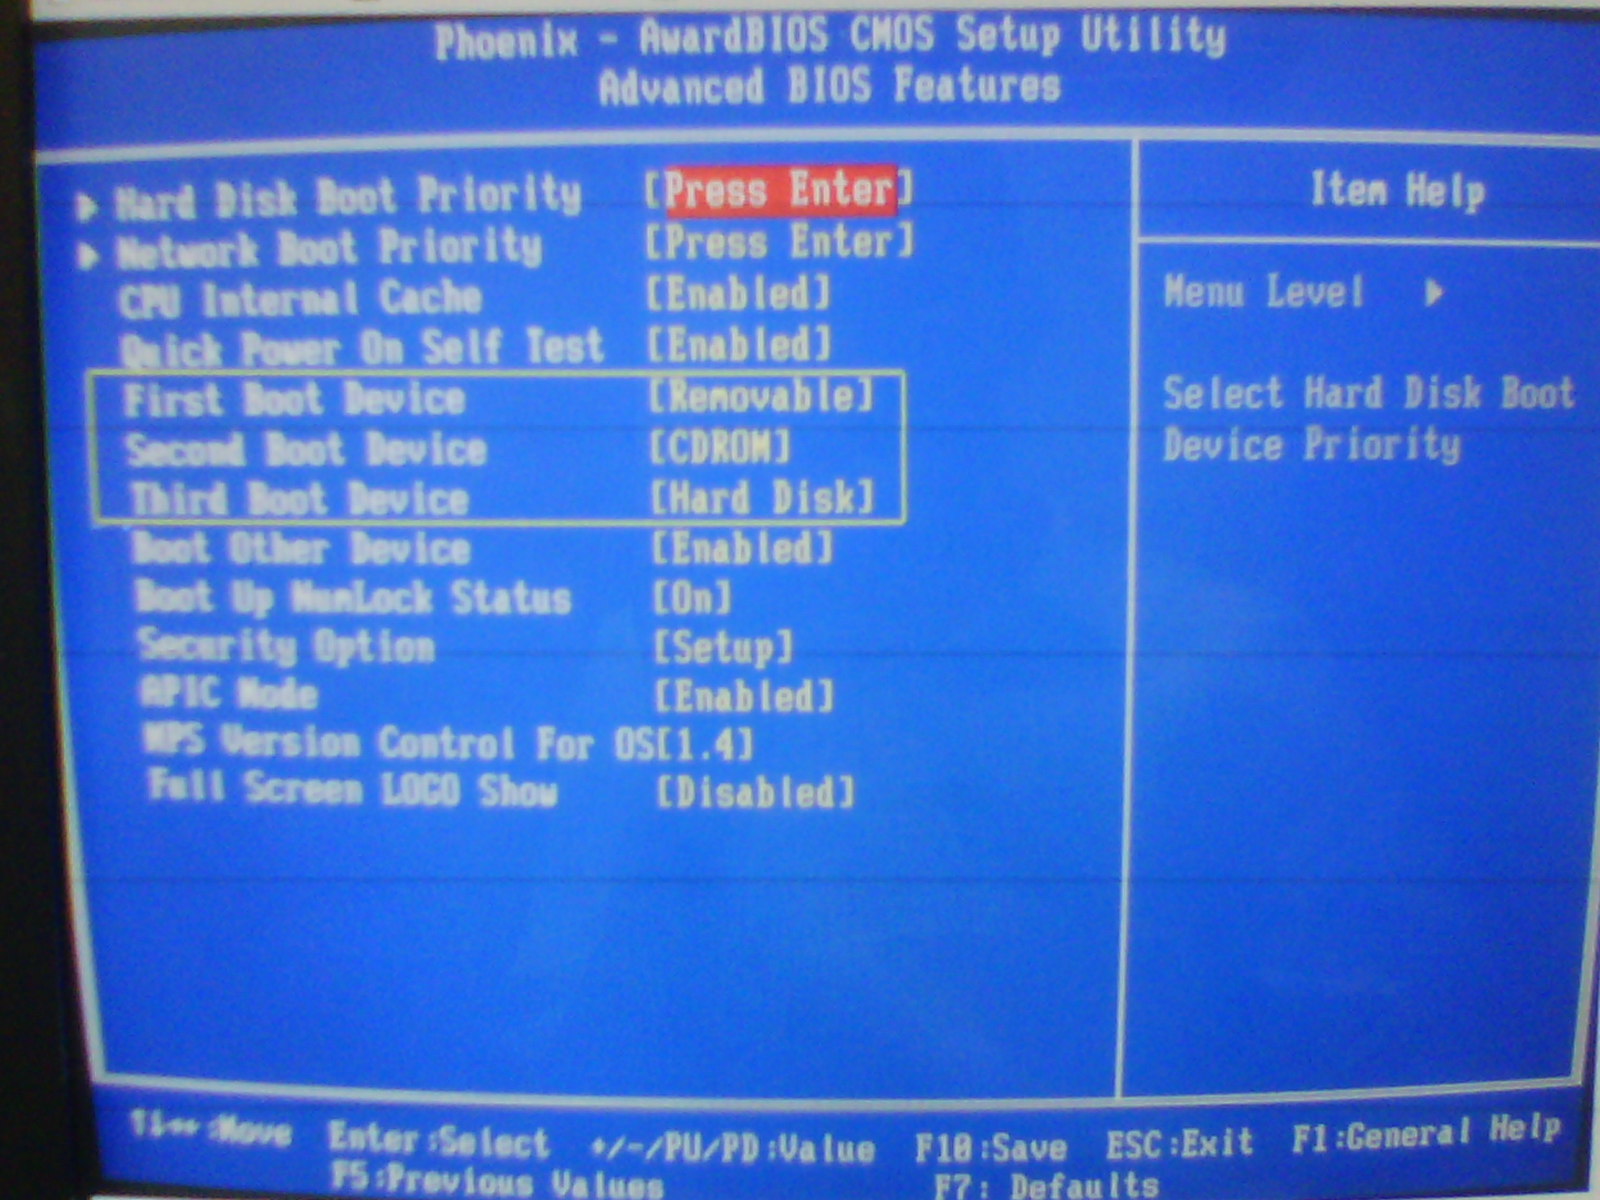 Phoenix - AwardBIOS CMOS Setup Utility
Advanced BIOS Features
▶ Hard Disk Boot Priority [Press Enter]
▶ Network Boot Priority [Press Enter]
CPU Internal Cache [Enabled]
Quick Power On Self Test [Enabled]
First Boot Device [Removable]
Second Boot Device [CDROM]
Third Boot Device [Hard Disk]
Boot Other Device [Enabled]
Boot Up NumLock Status [On]
Security Option [Setup]
APIC Mode [Enabled]
MPS Version Control For OS[1.4]
Full Screen LOGO Show [Disabled]
Item Help
Menu Level ▶
Select Hard Disk Boot
Device Priority
↑↓←→:Move Enter:Select +/-/PU/PD:Value F10:Save ESC:Exit F1:General Help
F5:Previous Values F7: Defaults